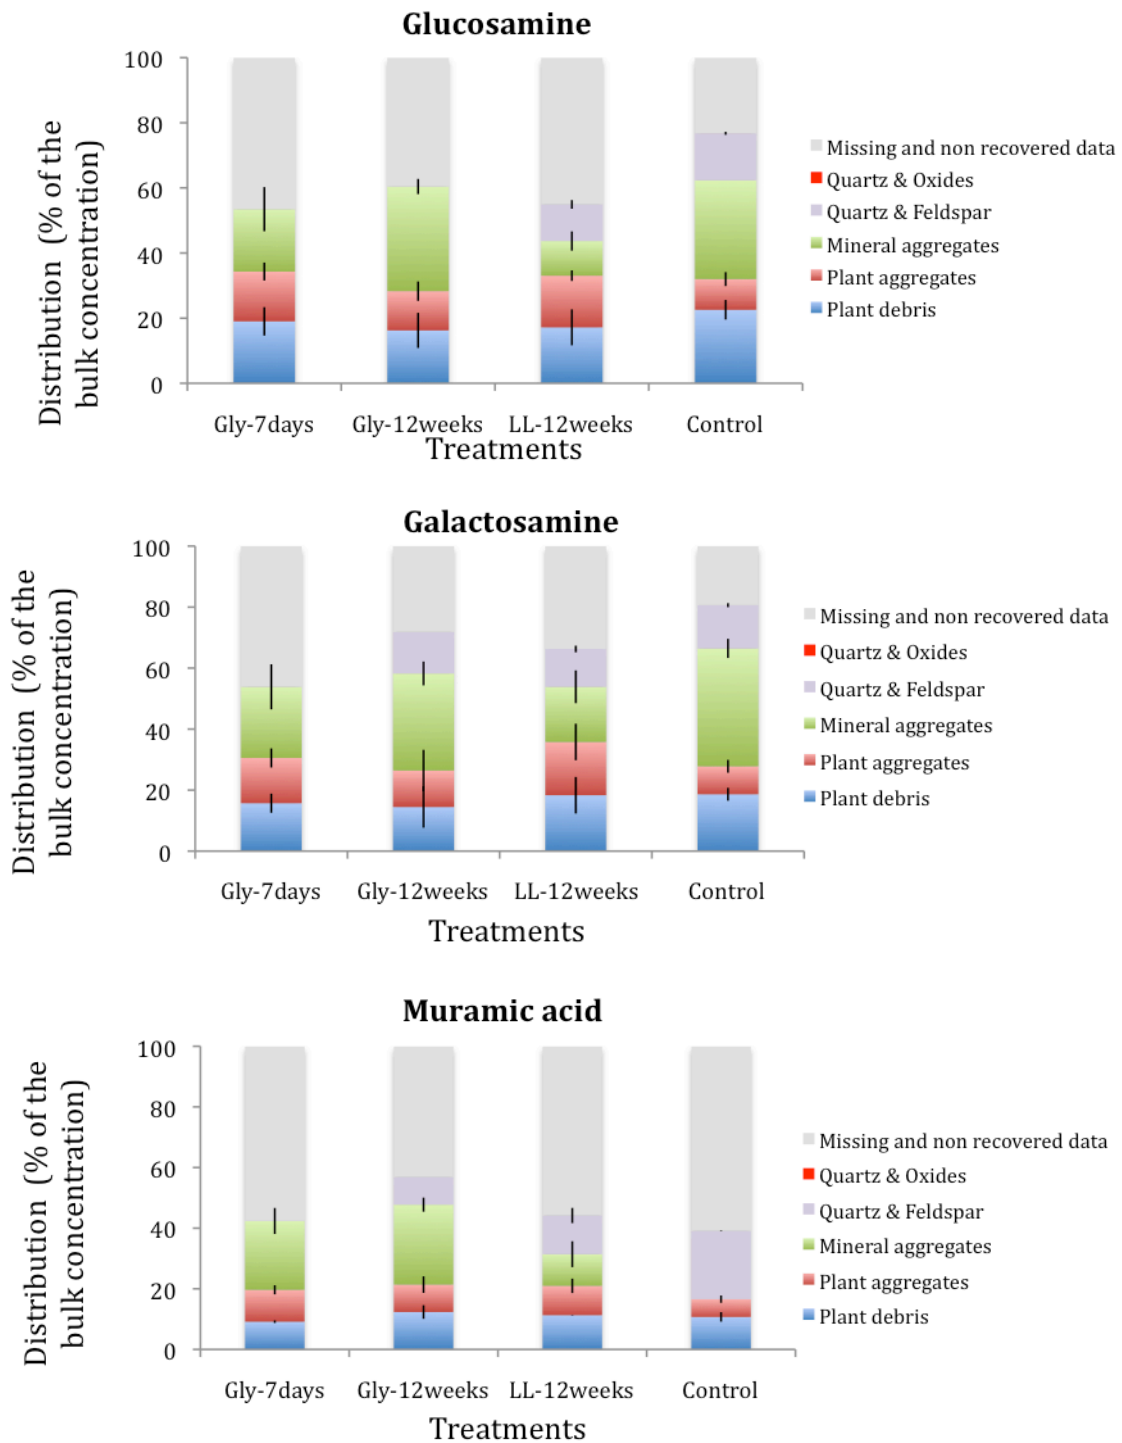 Glucosamine
Distribution (% of the
bulk concentration)
100
80
60
40
20
0
Gly-7days
Gly-12weeks
LL-12weeks
Control
Treatments
Missing and non recovered data
Quartz & Oxides
Quartz & Feldspar
Mineral aggregates
Plant aggregates
Plant debris
Galactosamine
Distribution (% of the
bulk concentration)
100
80
60
40
20
0
Gly-7days
Gly-12weeks
LL-12weeks
Control
Treatments
Missing and non recovered data
Quartz & Oxides
Quartz & Feldspar
Mineral aggregates
Plant aggregates
Plant debris
Muramic acid
Distribution (% of the
bulk concentration)
100
80
60
40
20
0
Gly-7days
Gly-12weeks
LL-12weeks
Control
Treatments
Missing and non recovered data
Quartz & Oxides
Quartz & Feldspar
Mineral aggregates
Plant aggregates
Plant debris